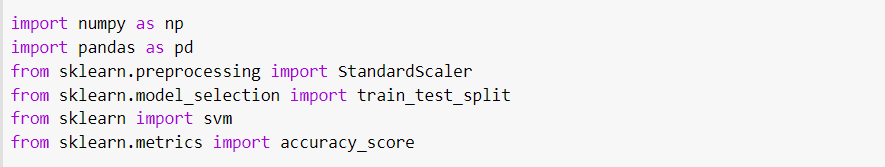 import numpy as np
import pandas as pd
from sklearn.preprocessing import StandardScaler
from sklearn.model_selection import train_test_split
from sklearn import svm
from sklearn.metrics import accuracy_score